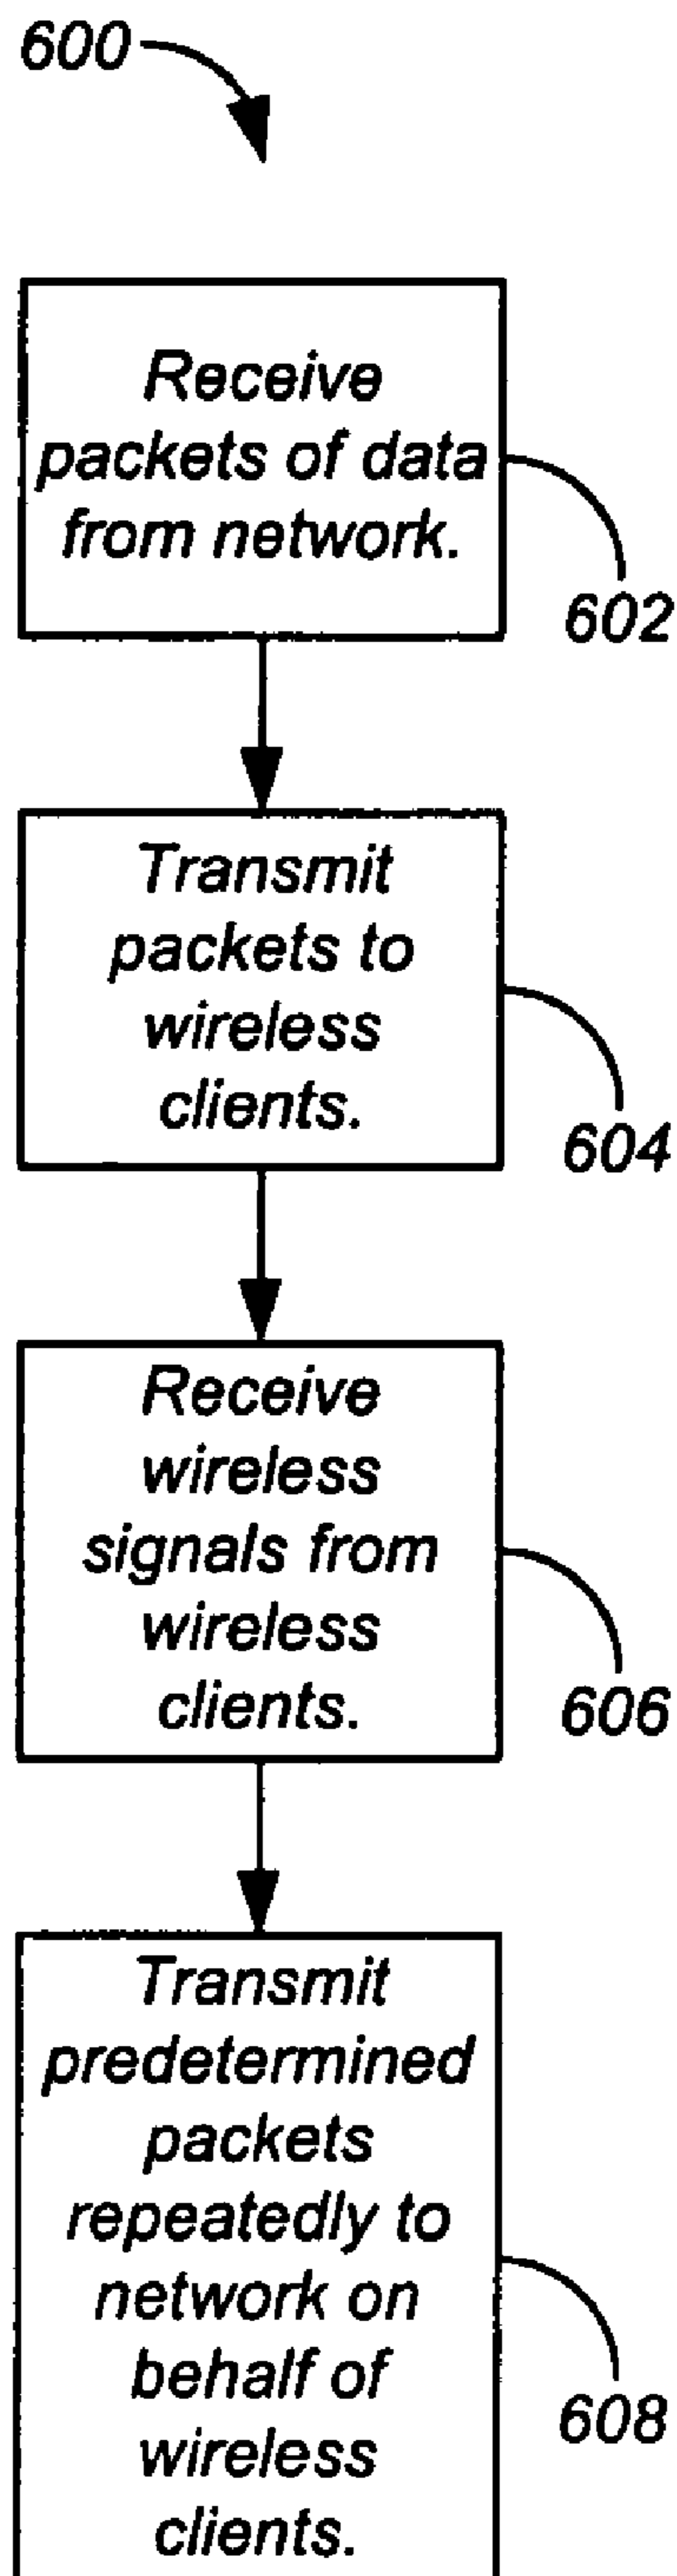 600
Receive
packets of data
from network.
602
Transmit
packets to
wireless
clients.
604
Receive
wireless
signals from
wireless
clients.
606
Transmit
predetermined
packets
repeatedly to
network on
behalf of
wireless
clients.
608